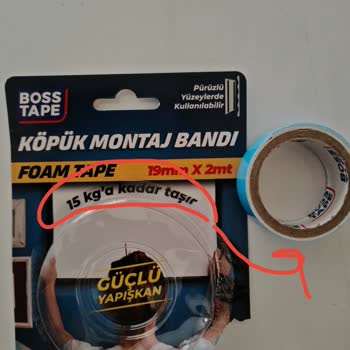 BOSS
TAPE
Pürüzlü
Yüzeylerde
Kullanılabilir
KÖPÜK MONTAJ BANDI
FOAM TAPE
19mm X 2mt
15 kg'a kadar taşır
GÜÇLÜ
YAPIŞKAN